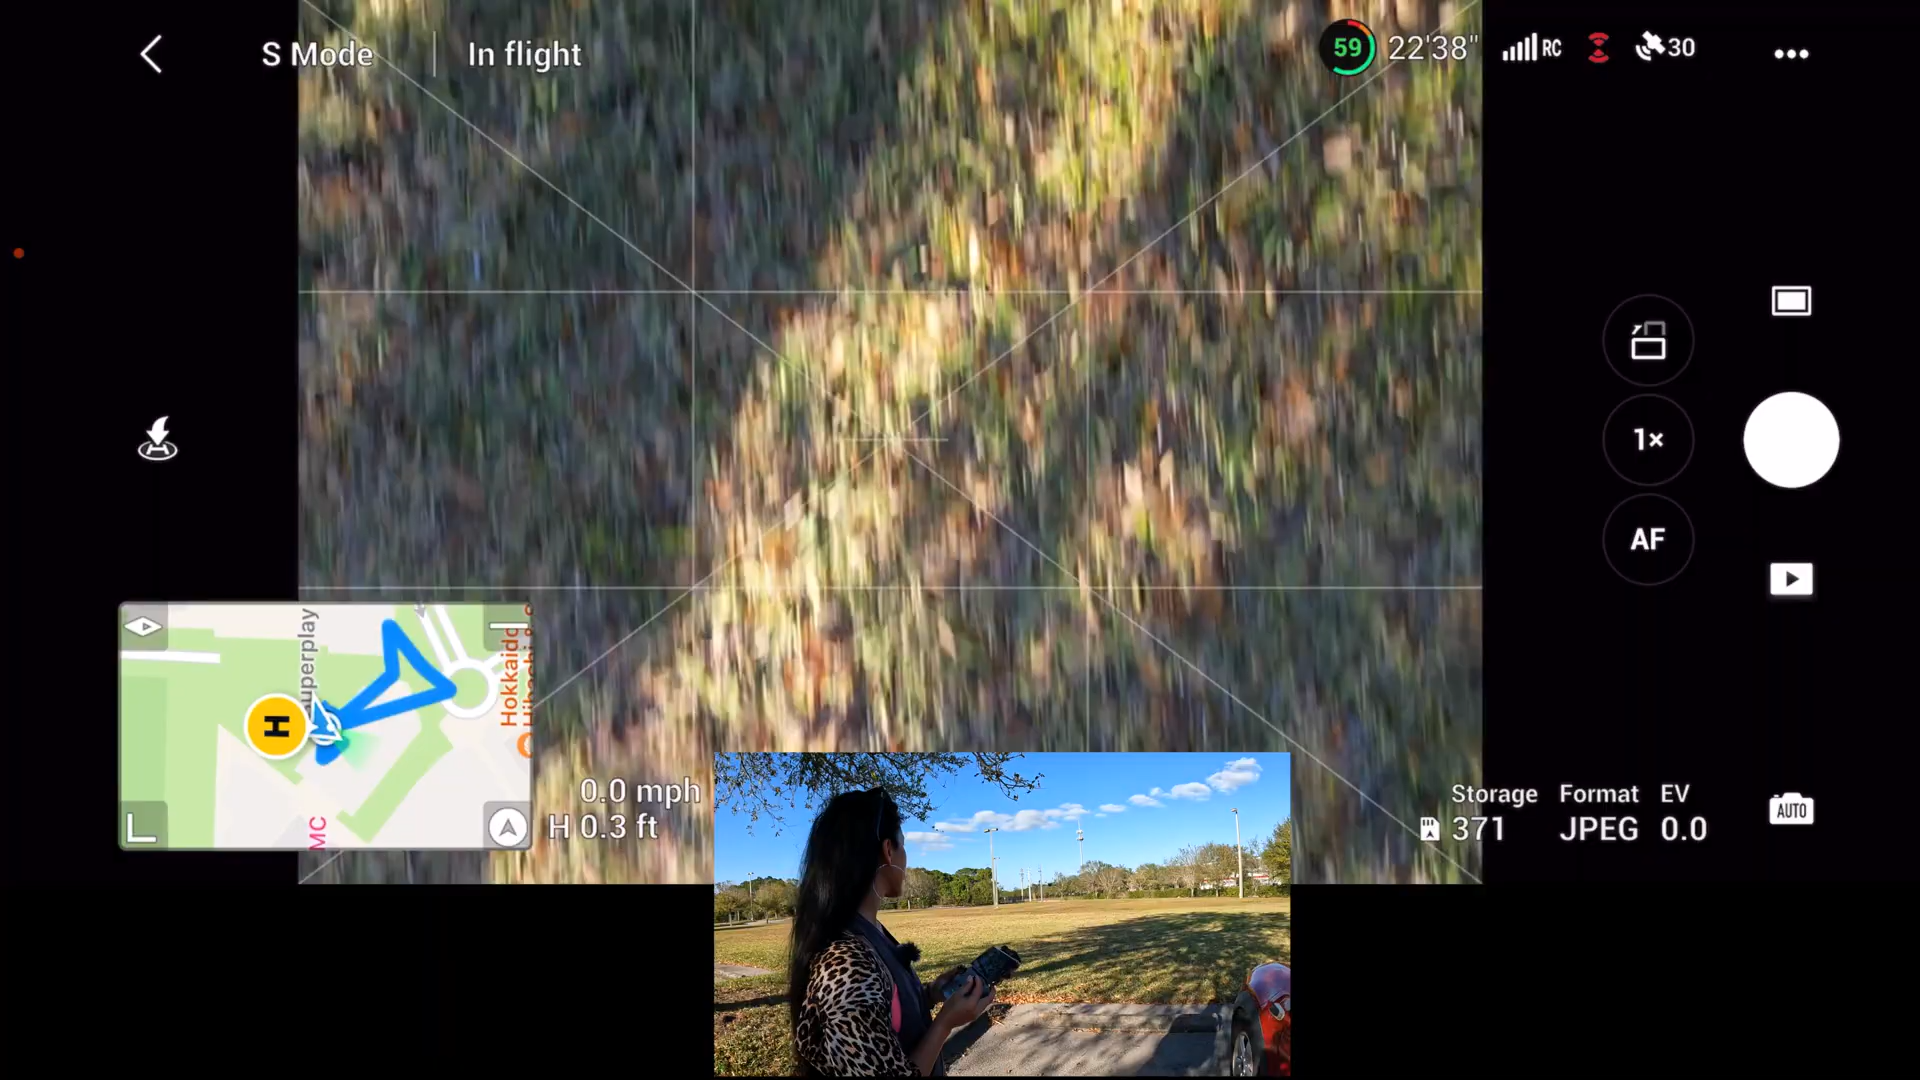 S Mode
In flight
59
22'38"
RC
30
1×
AF
uperplay
Hokkaido
H
MC
0.0 mph
H 0.3 ft
Storage Format EV
371 JPEG 0.0
AUTO